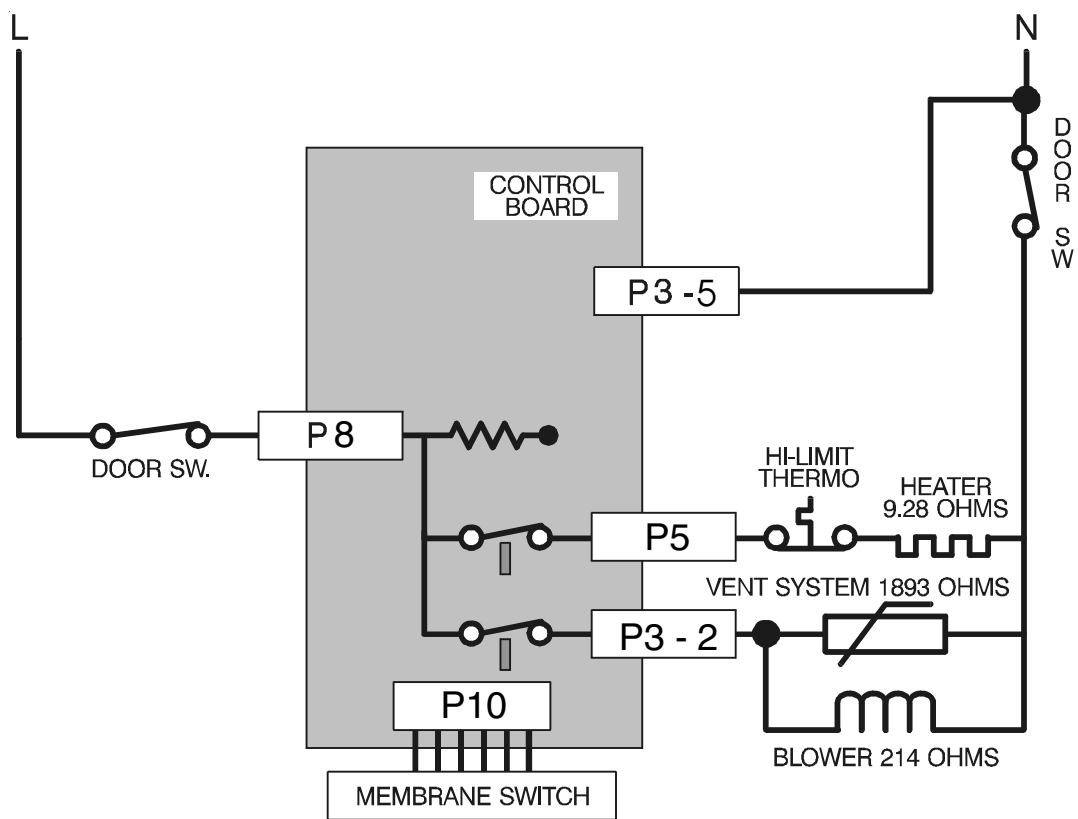 L
N
DOOR SW
CONTROL
BOARD
P3 -5
P 8
DOOR SW.
HI-LIMIT
THERMO
HEATER
9.28 OHMS
P5
VENT SYSTEM 1893 OHMS
P3 - 2
P10
BLOWER 214 OHMS
MEMBRANE SWITCH